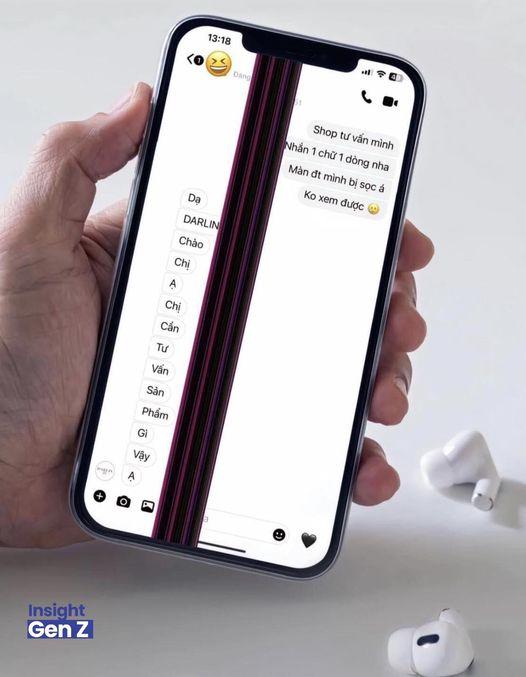 13:18
1
51
Shop tư vấn mình
Nhắn 1 chữ 1 dòng nha
Màn đt mình bị sọc á
Ko xem được
Dạ
DARLIN
Chào
Chị
Ạ
Chị
Cần
Tư
Vấn
Sản
Phẩm
Gì
Vậy
Ạ
Insight
Gen Z